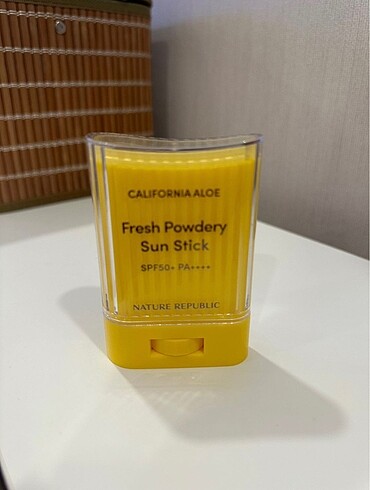 CALIFORNIA ALOE
Fresh Powdery
Sun Stick
SPF50+ PA++++
NATURE REPUBLIC